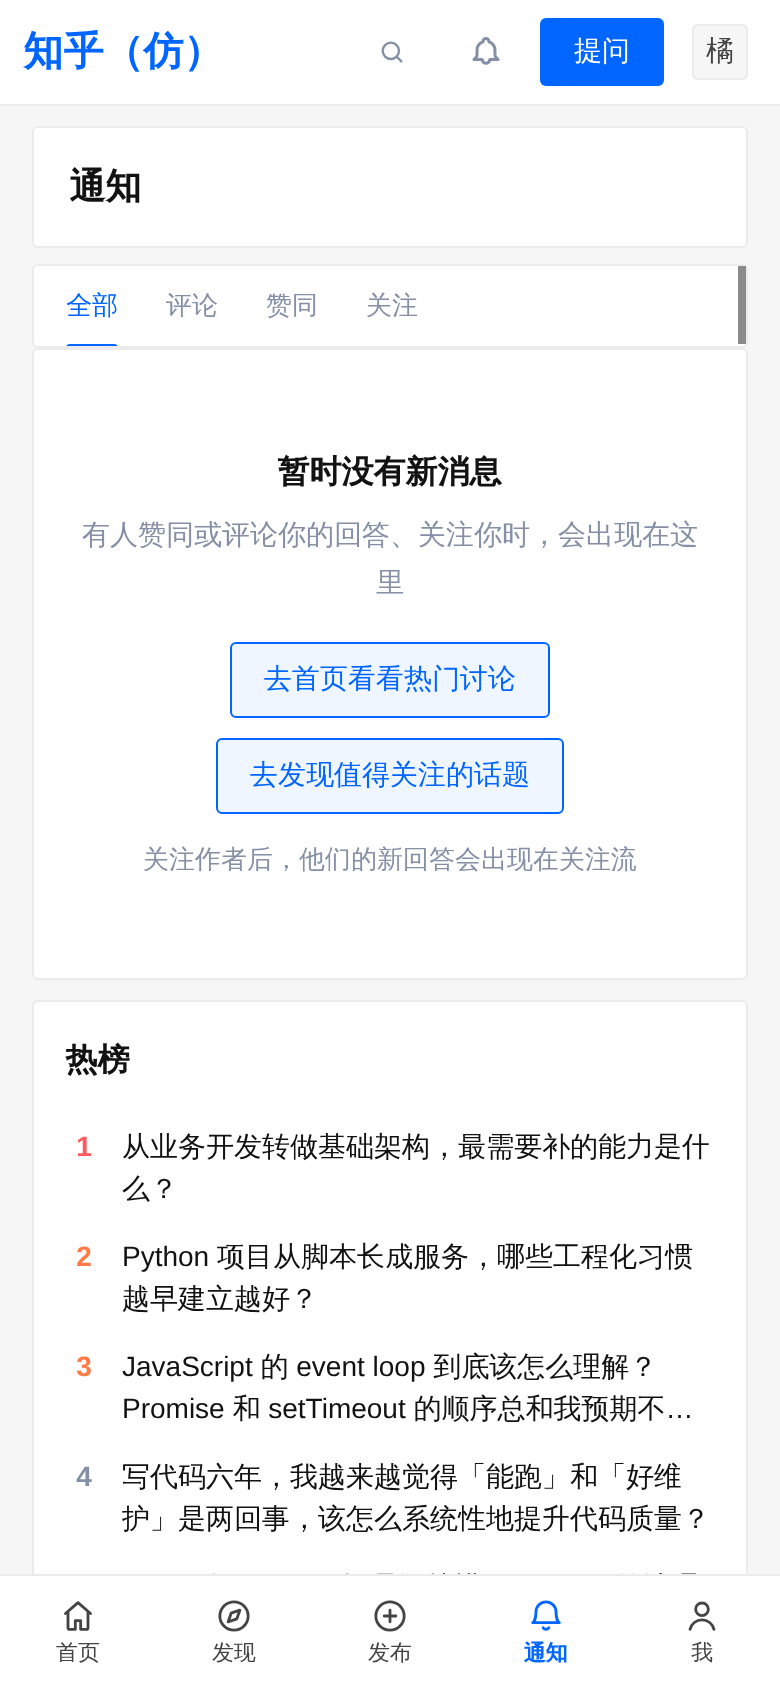 知乎（仿）
提问
橘
通知
全部 评论 赞同 关注
暂时没有新消息
有人赞同或评论你的回答、关注你时，会出现在这
里
去首页看看热门讨论
去发现值得关注的话题
关注作者后，他们的新回答会出现在关注流
热榜
1 从业务开发转做基础架构，最需要补的能力是什
么？
2 Python 项目从脚本长成服务，哪些工程化习惯
越早建立越好？
3 JavaScript 的 event loop 到底该怎么理解？
Promise 和 setTimeout 的顺序总和我预期不…
4 写代码六年，我越来越觉得「能跑」和「好维
护」是两回事，该怎么系统性地提升代码质量？
首页 发现 发布 通知 我